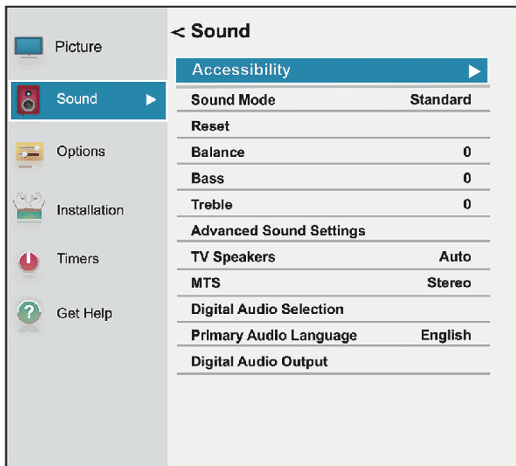 Picture
Sound
Options
Installation
Timers
Get Help
< Sound
Accessibility
Sound Mode Standard
Reset
Balance 0
Bass 0
Treble 0
Advanced Sound Settings
TV Speakers Auto
MTS Stereo
Digital Audio Selection
Primary Audio Language English
Digital Audio Output